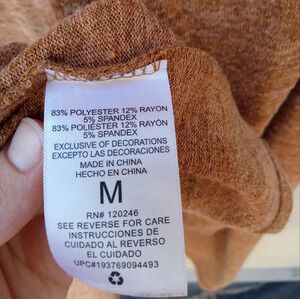 83% POLYESTER 12% RAYON
5% SPANDEX
83% POLIÉSTER 12% RAYÓN
5% SPANDEX
EXCLUSIVE OF DECORATIONS
EXCEPTO LAS DECORACIONES
MADE IN CHINA
HECHO EN CHINA
M
RN# 120246
SEE REVERSE FOR CARE
INSTRUCCIONES DE
CUIDADO AL REVERSO
EL CUIDADO
UPC#193769094493